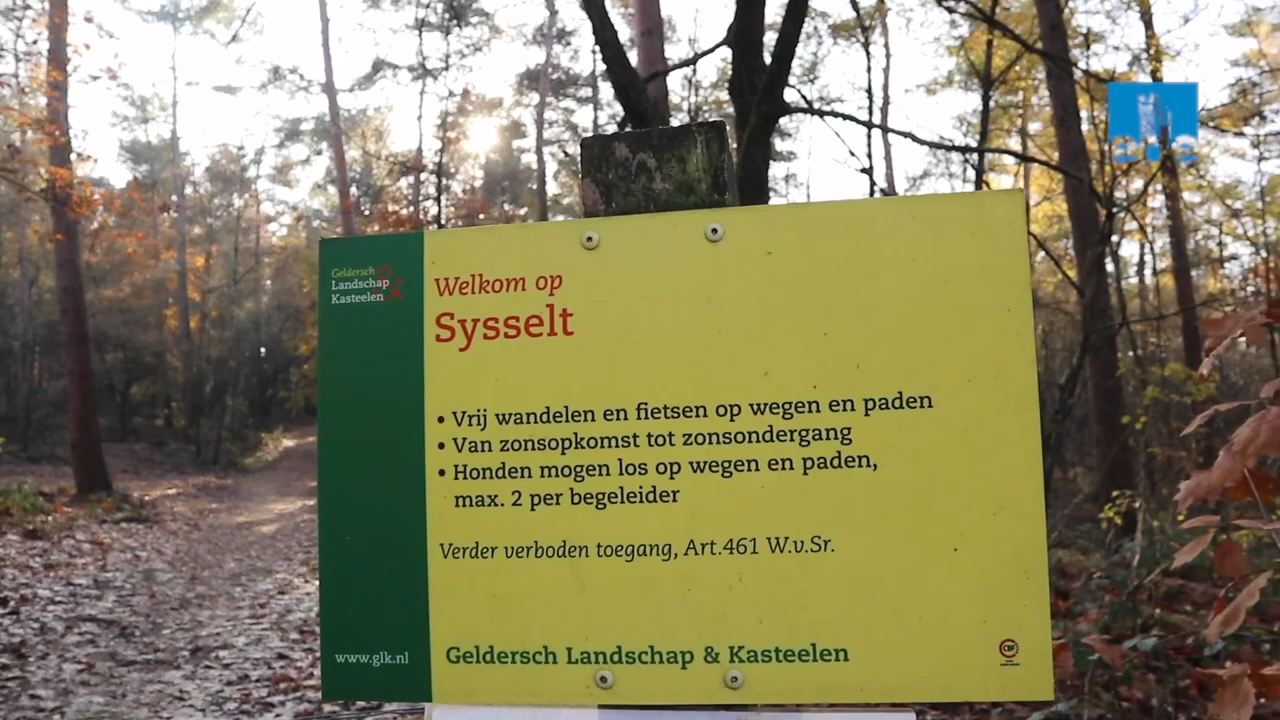 Geldersch
Landschap
& Kasteelen
Welkom op
Sysselt
• Vrij wandelen en fietsen op wegen en paden
• Van zonsopkomst tot zonsondergang
• Honden mogen los op wegen en paden,
max. 2 per begeleider
Verder verboden toegang, Art.461 W.v.Sr.
www.glk.nl
Geldersch Landschap & Kasteelen
CBF